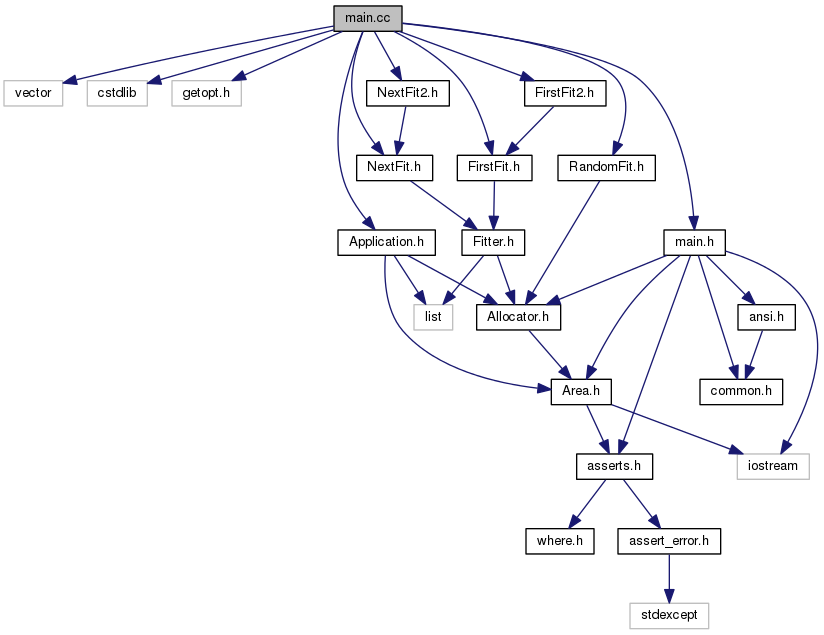 main.cc
vector
cstdlib
getopt.h
NextFit2.h
FirstFit2.h
NextFit.h
FirstFit.h
RandomFit.h
Application.h
Fitter.h
main.h
list
Allocator.h
ansi.h
Area.h
common.h
asserts.h
iostream
where.h
assert_error.h
stdexcept